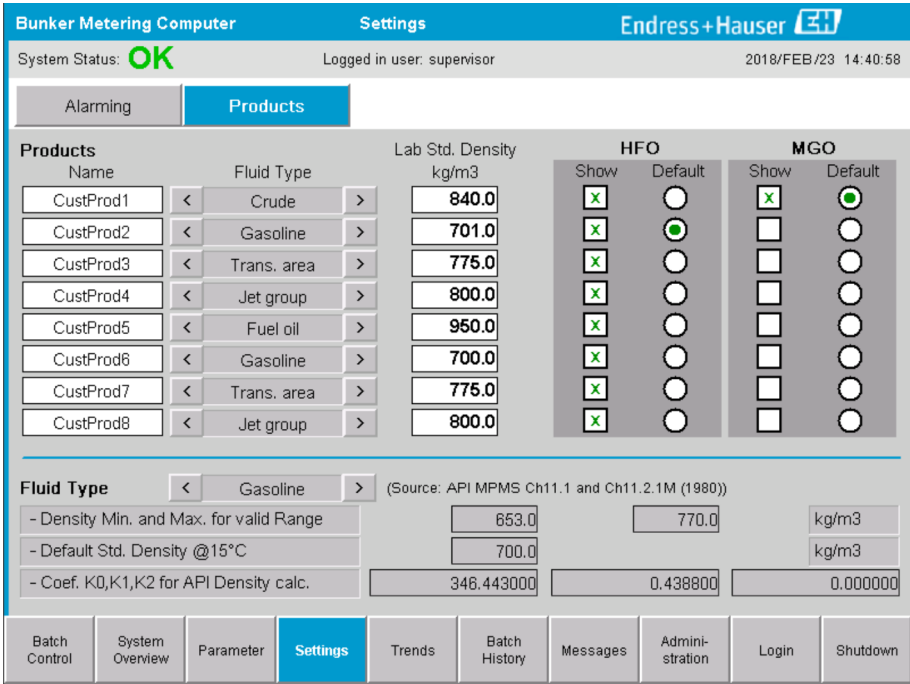 Bunker Metering Computer Settings Endress+Hauser EH
System Status: OK Logged in user: supervisor 2018/FEB/23 14:40:58
Alarming Products
Products Lab Std. Density HFO MGO
Name Fluid Type kg/m3 Show Default Show Default
CustProd1 < Crude > 840.0 x x
CustProd2 < Gasoline > 701.0 x
CustProd3 < Trans. area > 775.0 x
CustProd4 < Jet group > 800.0 x
CustProd5 < Fuel oil > 950.0 x
CustProd6 < Gasoline > 700.0 x
CustProd7 < Trans. area > 775.0 x
CustProd8 < Jet group > 800.0 x
Fluid Type < Gasoline > (Source: API MPMS Ch11.1 and Ch11.2.1M (1980))
- Density Min. and Max. for valid Range 653.0 770.0 kg/m3
- Default Std. Density @15°C 700.0 kg/m3
- Coef. K0,K1,K2 for API Density calc. 346.443000 0.438800 0.000000
Batch Control System Overview Parameter Settings Trends Batch History Messages Admini-stration Login Shutdown